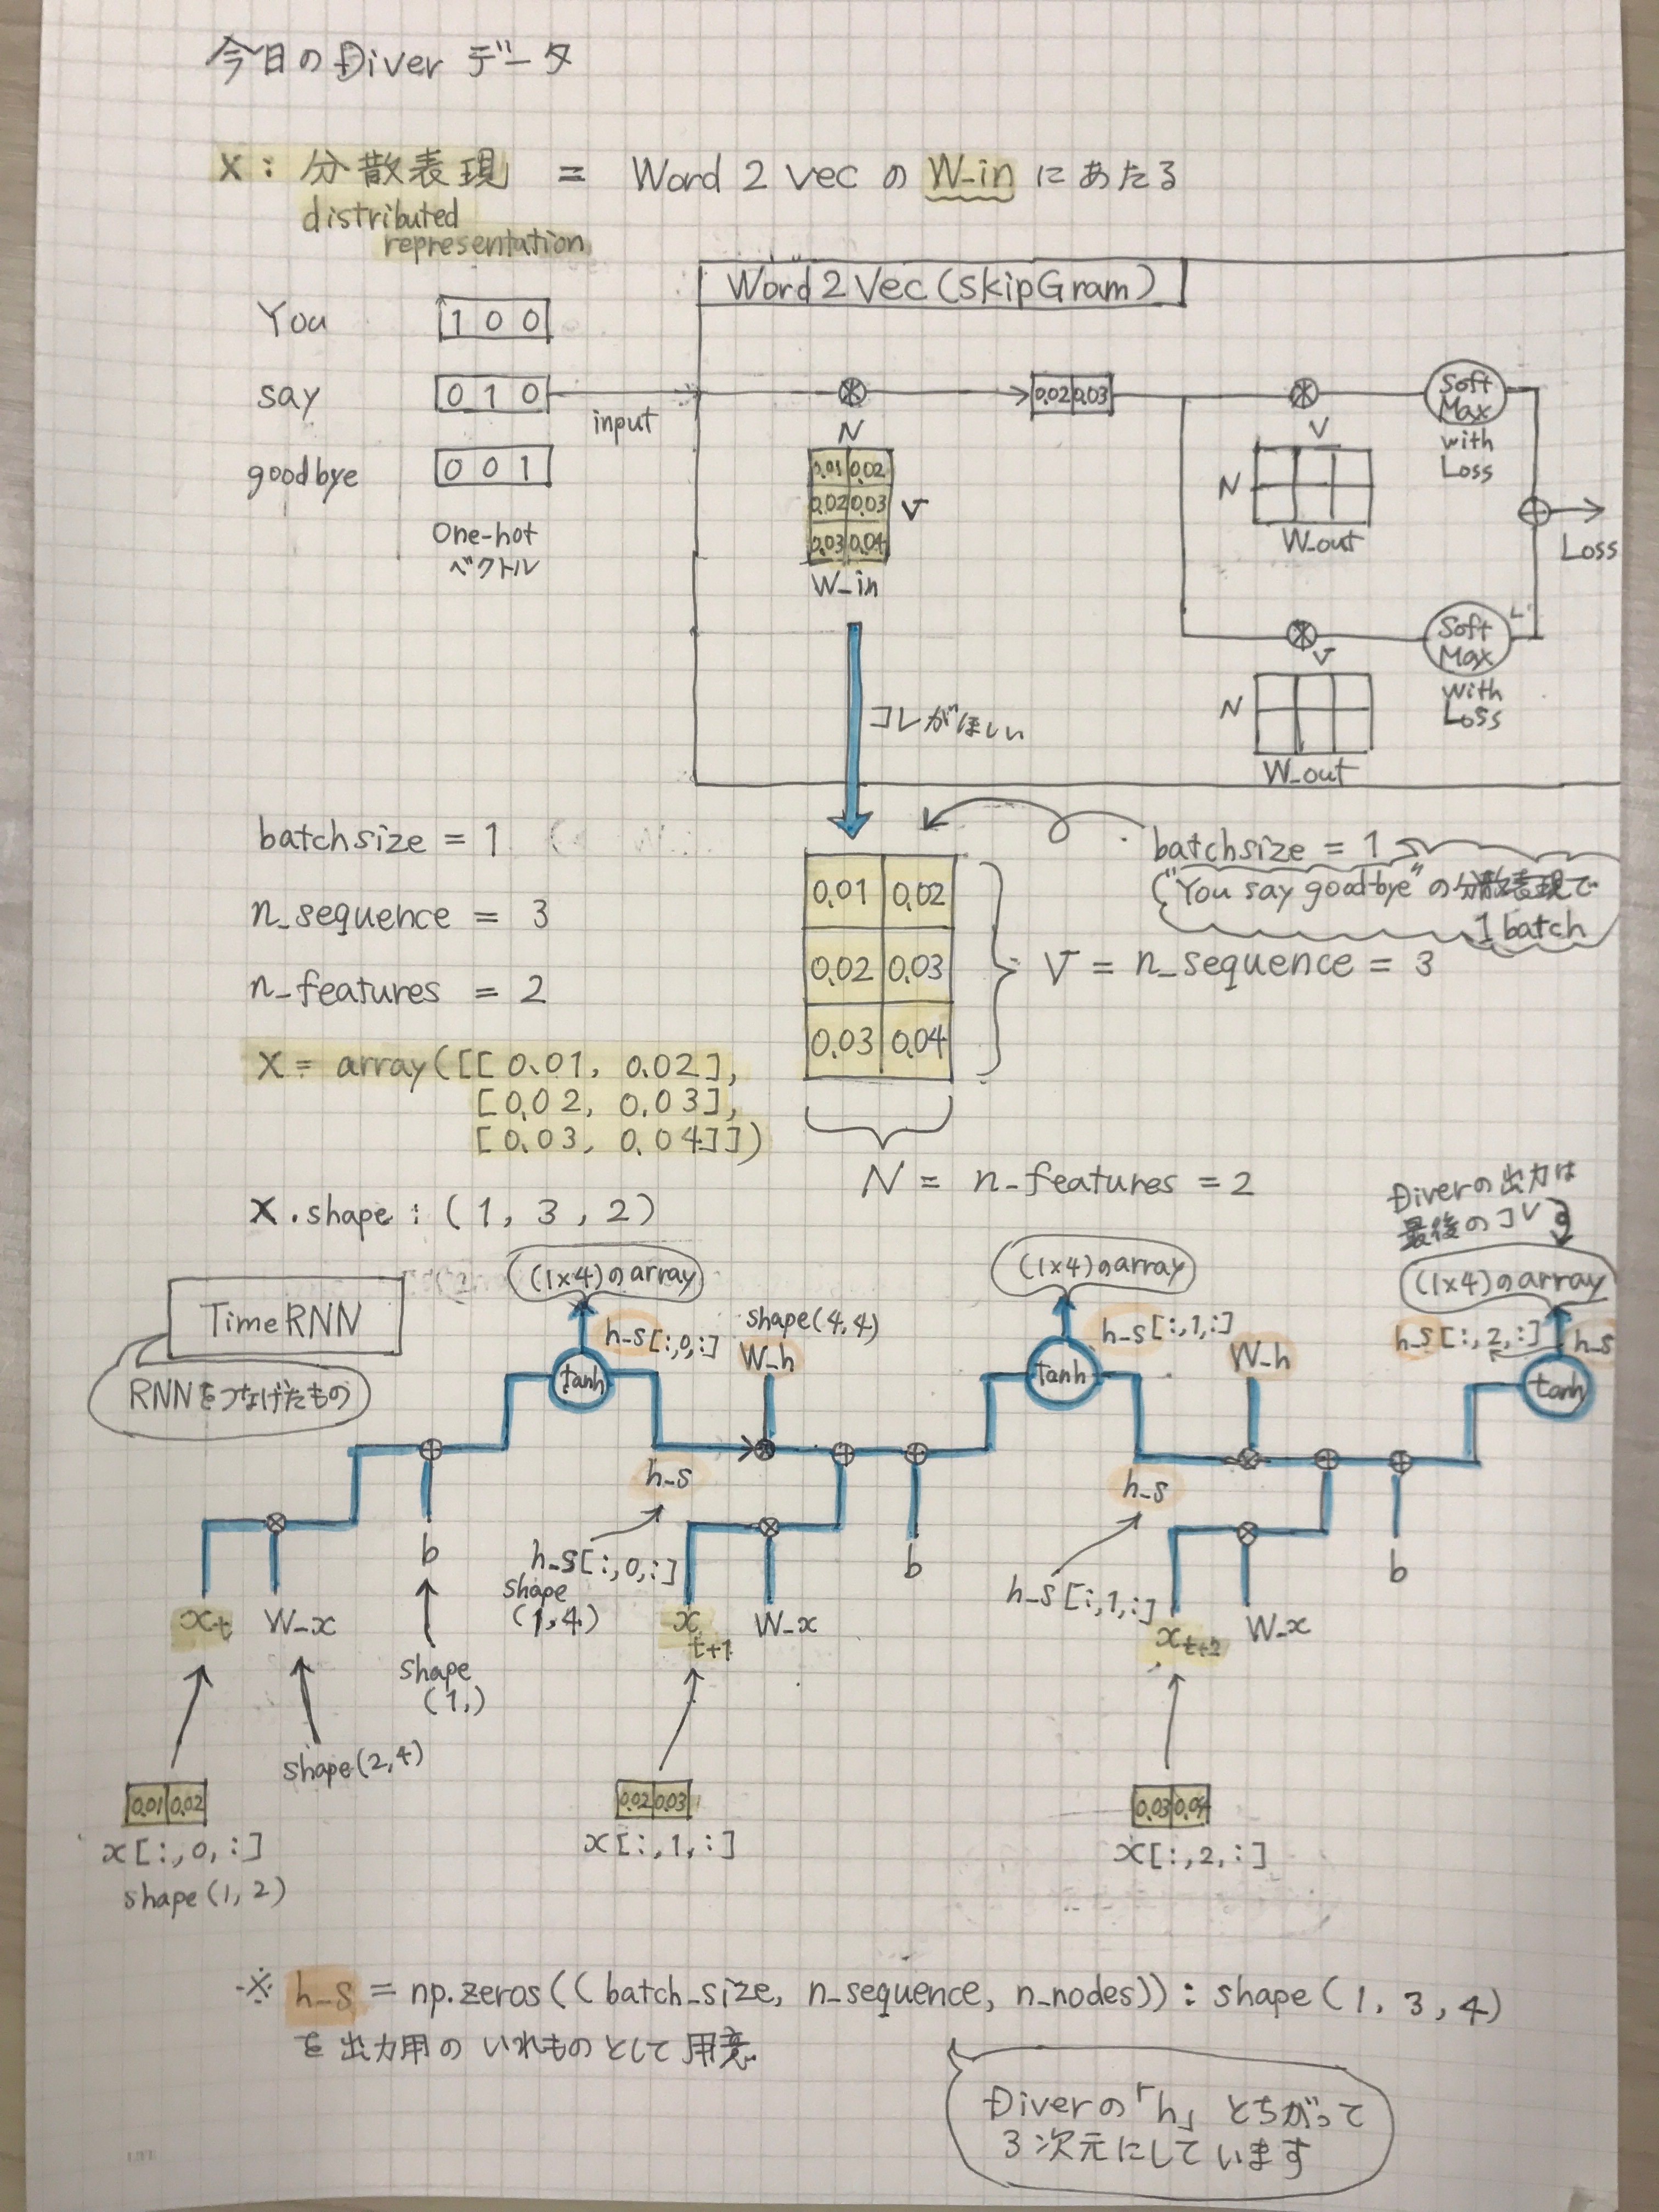 今日の Diver データ
X : 分散表現 = Word 2 vec の W_in にあたる
distributed
representation
Word 2 Vec (skipGram)
You 1 0 0
say 0 1 0
input
goodbye 0 0 1
One-hot
ベクトル
N
0.01 0.02
0.02 0.03
0.03 0.04
V
W_in
0.02 0.03
V
N
W_out
Soft
Max
with
Loss
Loss
V
N
W_out
Soft
Max
with
Loss
コレがほしい
batchsize = 1
n_sequence = 3
n_features = 2
X = array([[[ 0.01, 0.02],
[0.02, 0.03],
[0.03, 0.04]])
X.shape : (1, 3, 2)
0.01 0.02
0.02 0.03
0.03 0.04
batchsize = 1
("You say goodbye" の分散表現で
1 batch
V = n_sequence = 3
N = n_features = 2
Diverの出力は
最後のコレ
TimeRNN
RNNをつなげたもの
(1×4)のarray
h_s[:,0,:]
tanh
shape(4,4)
W_h
(1×4)のarray
h_s[:,1,:]
tanh
W_h
(1×4)のarray
h_s[:,2,:]
h_s
tanh
xt
W_x
b
shape
(1,)
shape(2,4)
0.01 0.02
x[:,0,:]
shape(1,2)
h_s
h_s[:,0,:]
shape
(1,4)
x t+1
W_x
b
0.02 0.03
x[:,1,:]
h_s
h_s[:,1,:]
x t+2
W_x
b
0.03 0.04
x[:,2,:]
※ h_s = np.zeros((batch_size, n_sequence, n_nodes)) : shape(1, 3, 4)
を出力用のいれものとして用意
Diverの「h」とちがって
3次元にしています